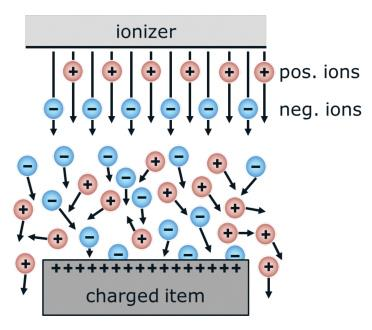 ionizer
pos. ions
neg. ions
charged item